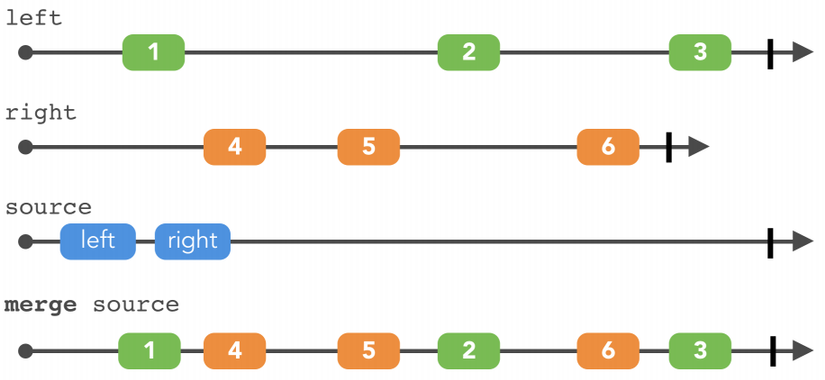 left
1 2 3
right
4 5 6
source
left right
merge source
1 4 5 2 6 3